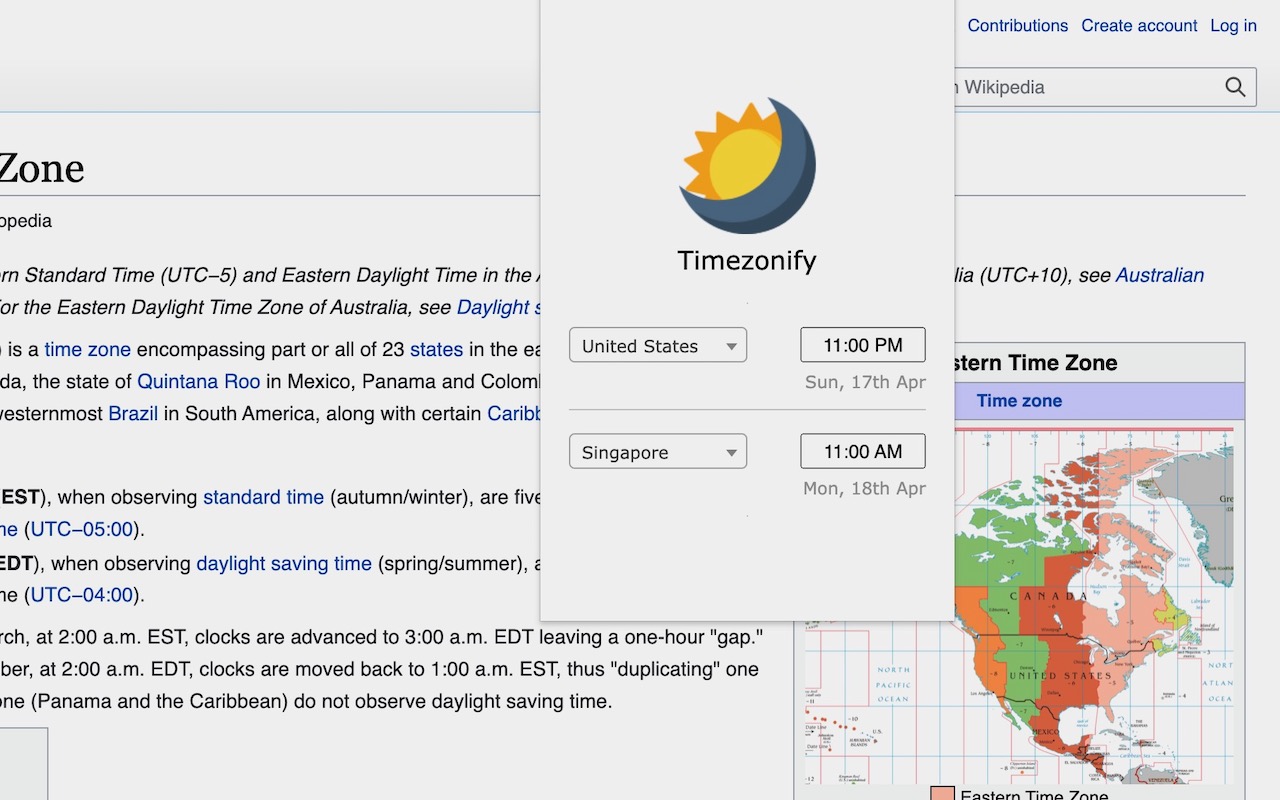 Contributions Create account Log in
Wikipedia
Zone
opedia
Timezonify
rn Standard Time (UTC−5) and Eastern Daylight Time in the
lia (UTC+10), see Australian
or the Eastern Daylight Time Zone of Australia, see Daylight s
) is a time zone encompassing part or all of 23 states in the ea
da, the state of Quintana Roo in Mexico, Panama and Colom
westernmost Brazil in South America, along with certain Caribb
United States 11:00 PM
Sun, 17th Apr
Singapore 11:00 AM
Mon, 18th Apr
stern Time Zone
Time zone
EST), when observing standard time (autumn/winter), are five
me (UTC−05:00).
EDT), when observing daylight saving time (spring/summer), a
me (UTC−04:00).
rch, at 2:00 a.m. EST, clocks are advanced to 3:00 a.m. EDT leaving a one-hour "gap."
ber, at 2:00 a.m. EDT, clocks are moved back to 1:00 a.m. EST, thus "duplicating" one
one (Panama and the Caribbean) do not observe daylight saving time.
Gre
CANADA
UNITED STATES
MEXICO
NORTH
PACIFIC
OCEAN
NORT
ATLAN
OCEA
Eastern Time Zone